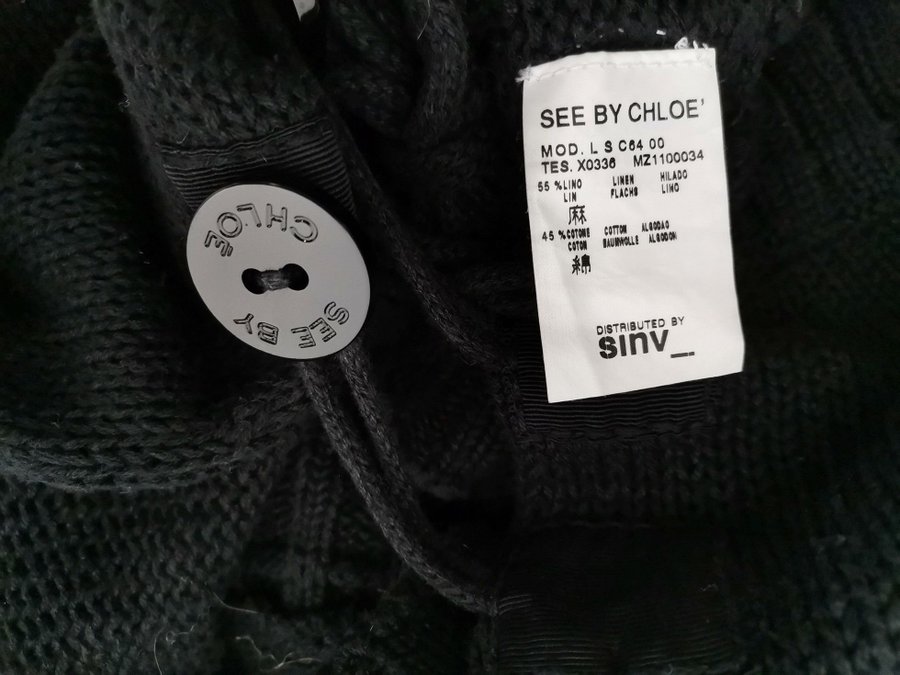 SEE BY CHLOE'
MOD. L S C64 00
TES. X0336 MZ1100034
55 %LINO LINEN HILADO
LIN FLACHS LINO
麻
45 %COTONE COTTON ALGODAO
COTON BAUMWOLLE ALGODON
綿
DISTRIBUTED BY
sinv_
SEE BY
CHLOE